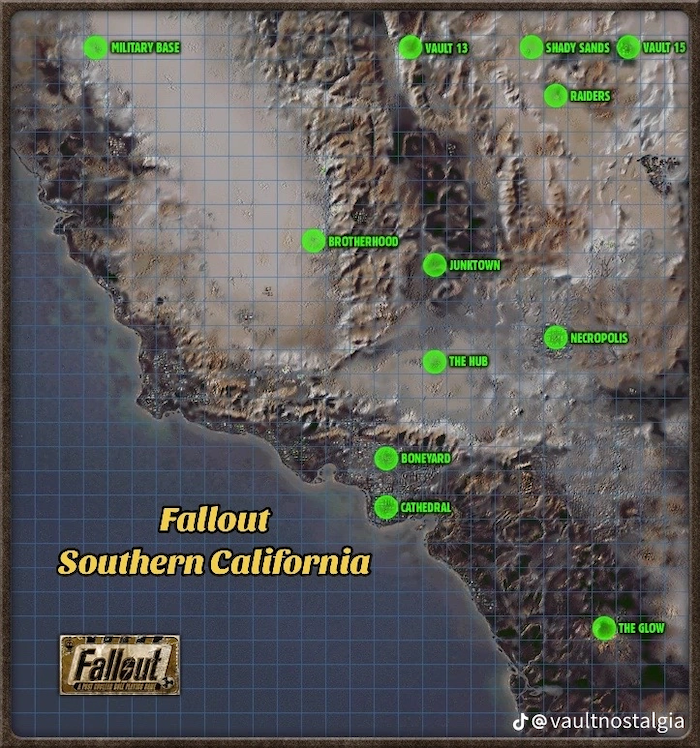 MILITARY BASE
VAULT 13
SHADY SANDS
VAULT 15
RAIDERS
BROTHERHOOD
JUNKTOWN
NECROPOLIS
THE HUB
BONEYARD
CATHEDRAL
Fallout
Southern California
THE GLOW
Fallout
A POST NUCLEAR ROLE PLAYING GAME
@vaultnostalgia